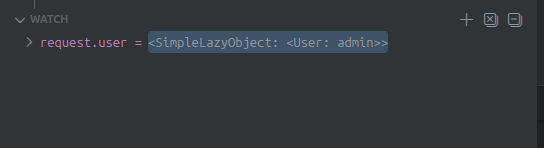 WATCH
request.user = <SimpleLazyObject: <User: admin>>